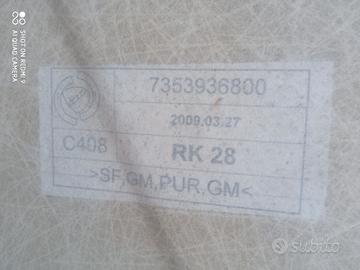 SHOT ON REDMI 9
AI QUAD CAMERA
7353936800
2009.03.27
C408
RK 28
>SF,GM,PUR,GM<
subito